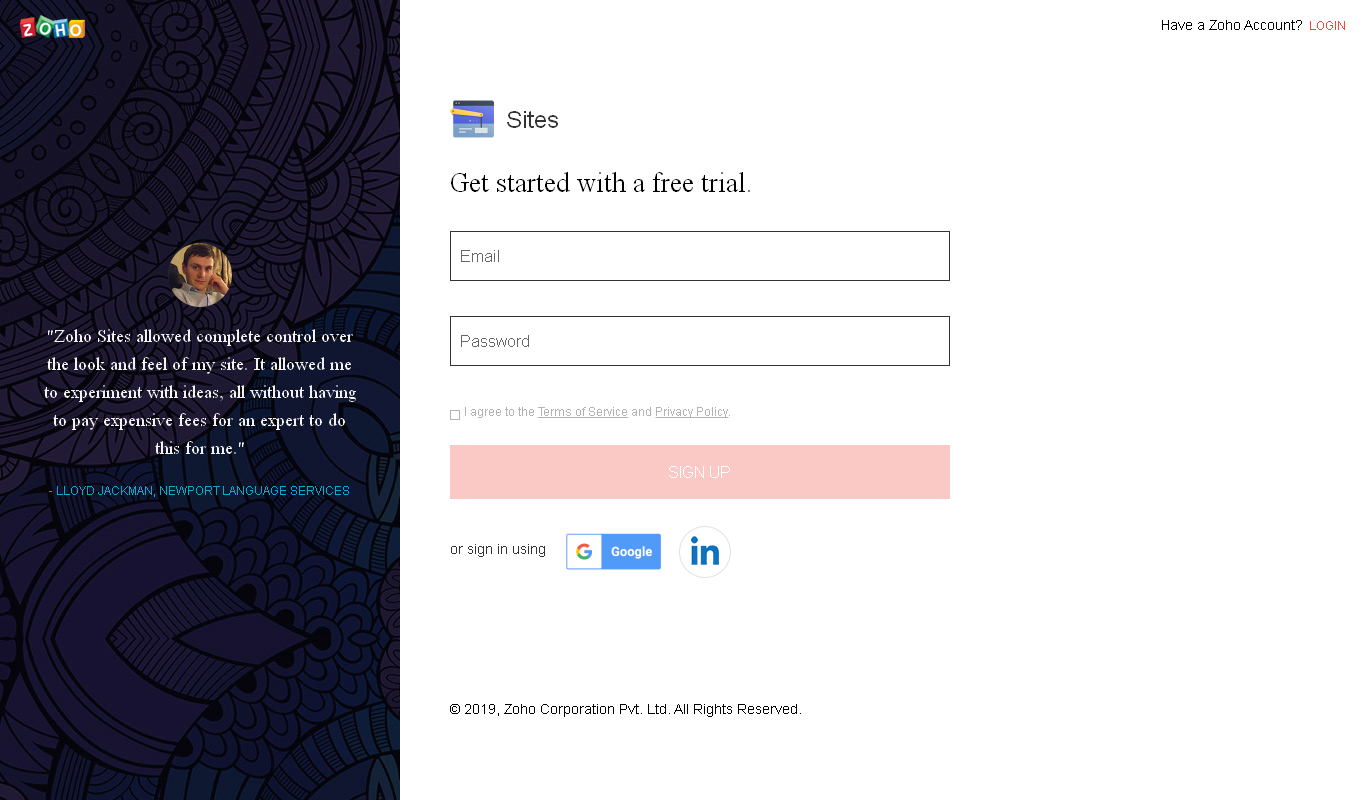 ZOHO
Have a Zoho Account? LOGIN
Sites
Get started with a free trial.
Email
Password
I agree to the Terms of Service and Privacy Policy.
SIGN UP
or sign in using
Google
in
© 2019, Zoho Corporation Pvt. Ltd. All Rights Reserved.
"Zoho Sites allowed complete control over
the look and feel of my site. It allowed me
to experiment with ideas, all without having
to pay expensive fees for an expert to do
this for me."
- LLOYD JACKMAN, NEWPORT LANGUAGE SERVICES